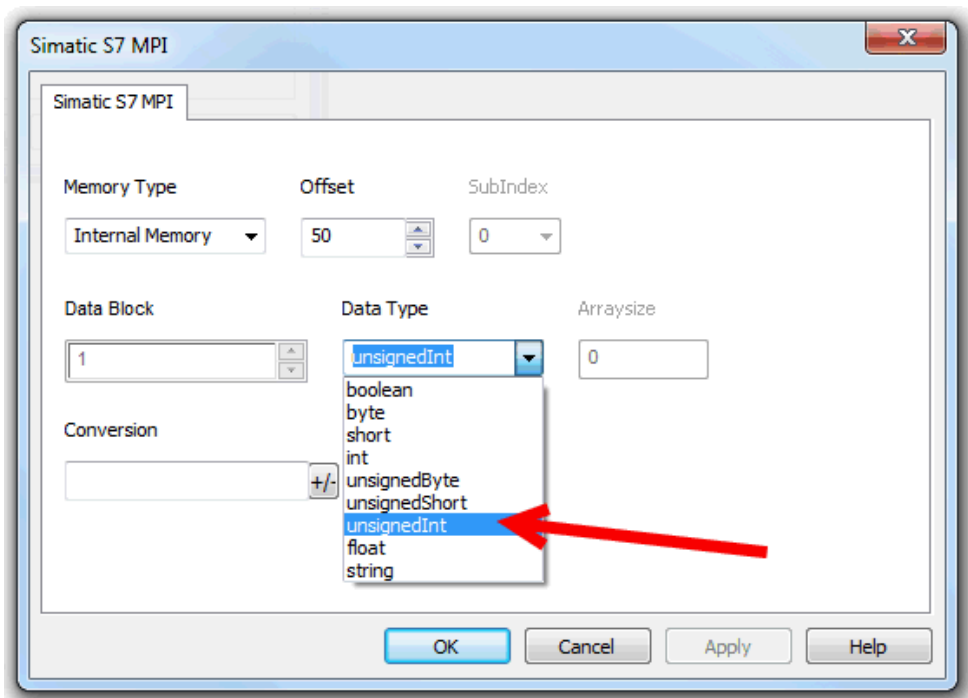 Simatic S7 MPI
Simatic S7 MPI
Memory Type Offset SubIndex
Internal Memory 50 0
Data Block Data Type Arraysize
1 unsignedInt 0
boolean
byte
short
int
unsignedByte
unsignedShort
unsignedInt
float
string
Conversion
+/-
OK Cancel Apply Help